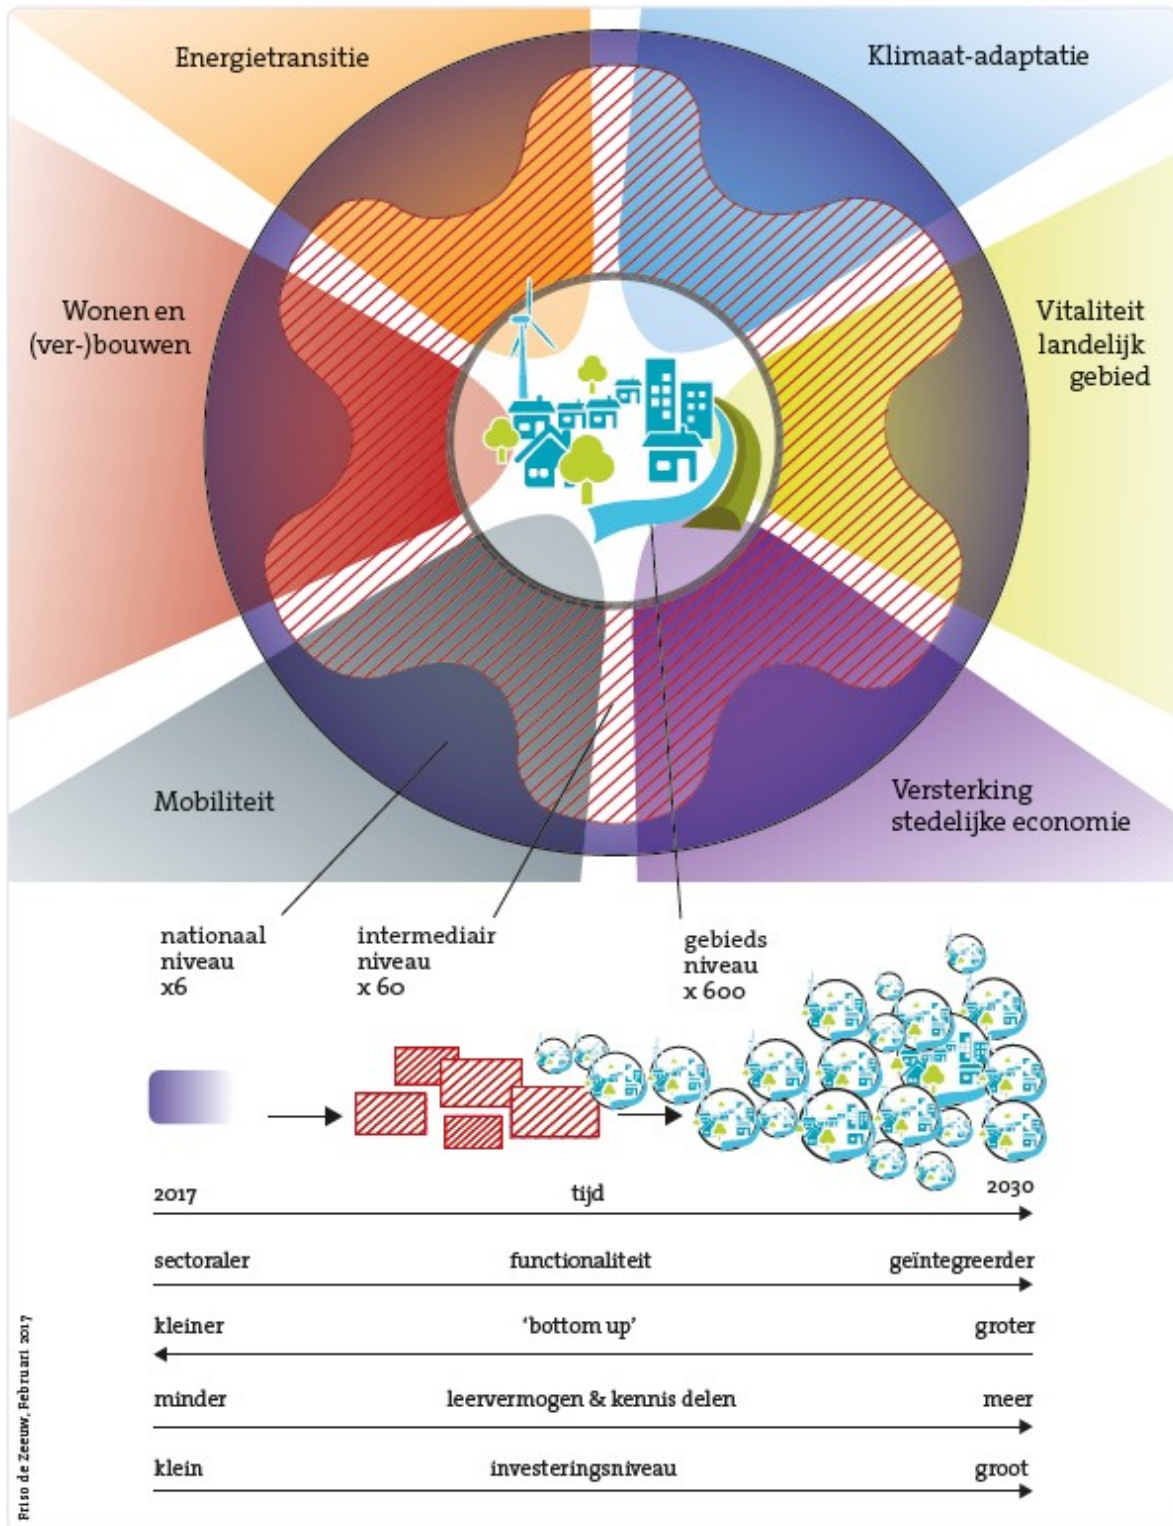 Energietransitie
Klimaat-adaptatie
Wonen en
(ver-)bouwen
Vitaliteit
landelijk
gebied
Mobiliteit
Versterking
stedelijke economie
nationaal
niveau
x6
intermediair
niveau
x 60
gebieds
niveau
x 600
2017 tijd 2030
sectoraler functionaliteit geïntegreerder
kleiner ‘bottom up’ groter
minder leervermogen & kennis delen meer
klein investeringsniveau groot
Friso de Zeeuw, Februari 2017